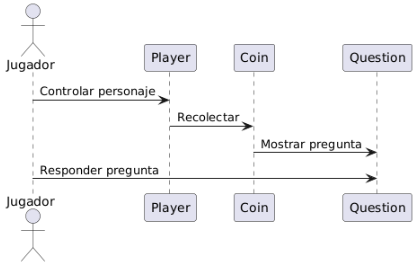 Jugador
Player
Coin
Question
Controlar personaje
Recolectar
Mostrar pregunta
Responder pregunta
Jugador
Player
Coin
Question